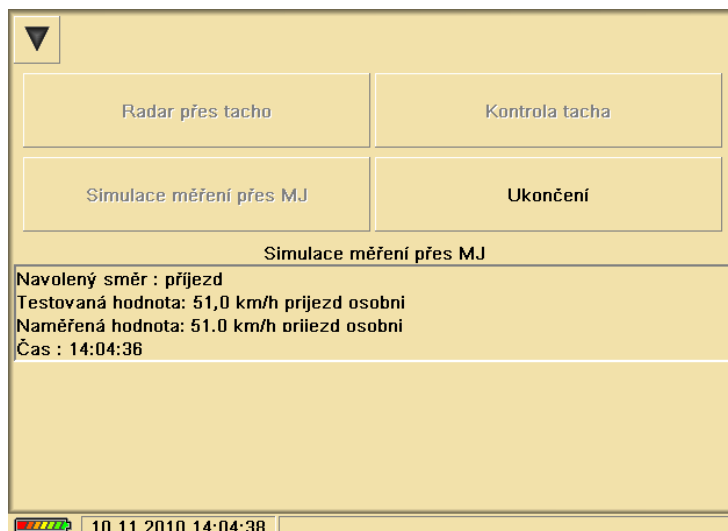 Radar přes tacho
Kontrola tacha
Simulace měření přes MJ
Ukončení
Simulace měření přes MJ
Navolený směr : příjezd
Testovaná hodnota: 51,0 km/h prijezd osobni
Naměřená hodnota: 51.0 km/h prijezd osobni
Čas : 14:04:36
10.11.2010 14:04:38